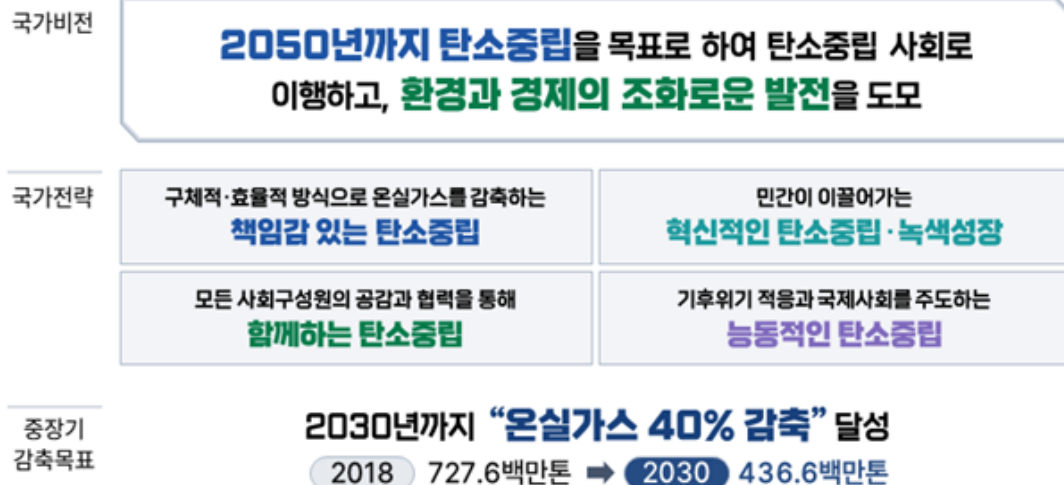 국가비전
2050년까지 탄소중립을 목표로 하여 탄소중립 사회로
이행하고, 환경과 경제의 조화로운 발전을 도모
국가전략
구체적·효율적 방식으로 온실가스를 감축하는
책임감 있는 탄소중립
민간이 이끌어가는
혁신적인 탄소중립·녹색성장
모든 사회구성원의 공감과 협력을 통해
함께하는 탄소중립
기후위기 적응과 국제사회를 주도하는
능동적인 탄소중립
중장기
감축목표
2030년까지 “온실가스 40% 감축” 달성
2018 727.6백만톤 ➡ 2030 436.6백만톤